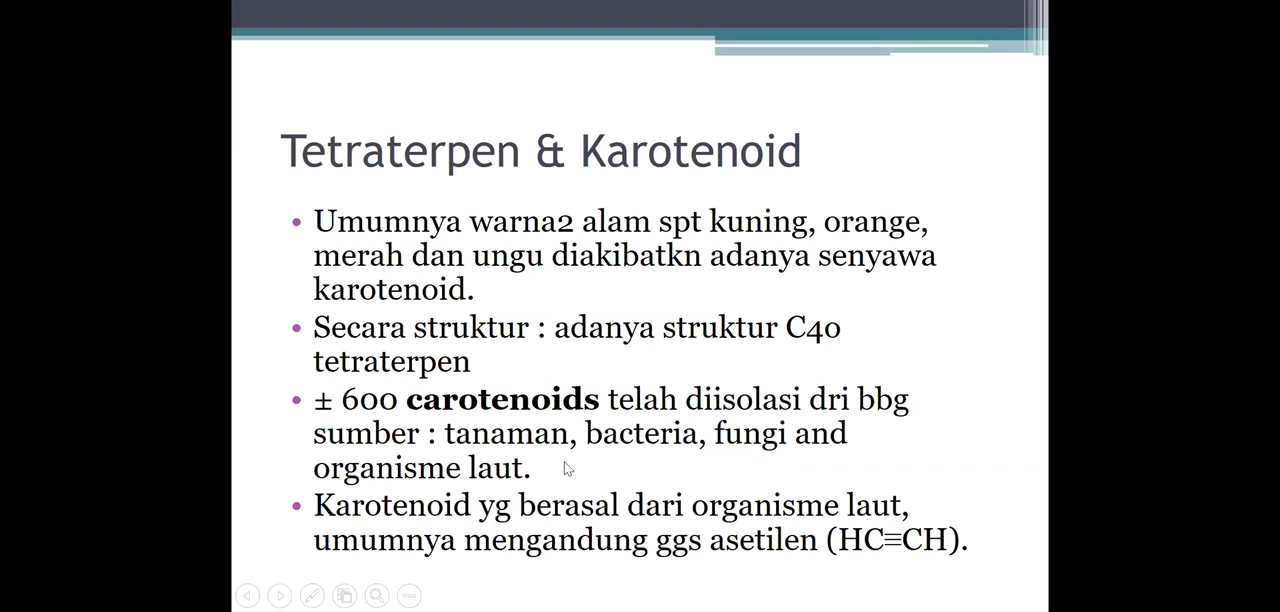 Tetraterpen & Karotenoid
• Umumnya warna2 alam spt kuning, orange,
merah dan ungu diakibatkn adanya senyawa
karotenoid.
• Secara struktur : adanya struktur C40
tetraterpen
• ± 600 carotenoids telah diisolasi dri bbg
sumber : tanaman, bacteria, fungi and
organisme laut.
• Karotenoid yg berasal dari organisme laut,
umumnya mengandung ggs asetilen (HC≡CH).